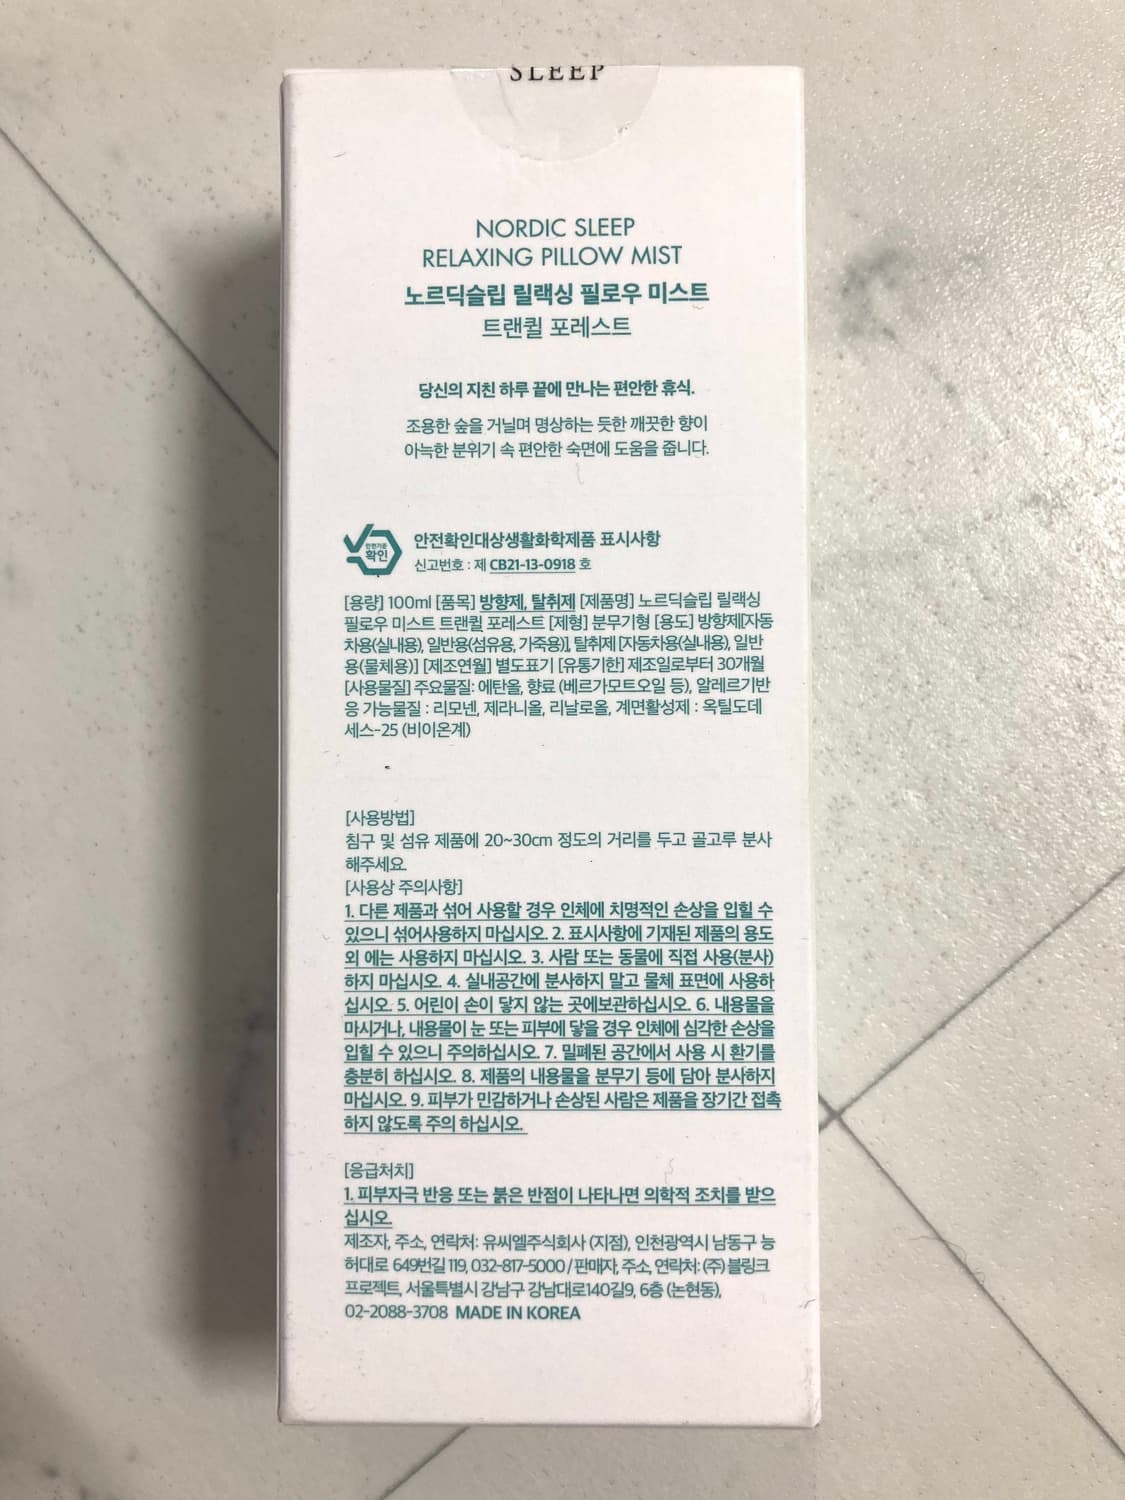 SLEEP
NORDIC SLEEP
RELAXING PILLOW MIST
노르딕슬립 릴랙싱 필로우 미스트
트랜퀼 포레스트
당신의 지친 하루 끝에 만나는 편안한 휴식.
조용한 숲을 거닐며 명상하는 듯한 깨끗한 향이
아늑한 분위기 속 편안한 숙면에 도움을 줍니다.
안전기준
확인
안전확인대상생활화학제품 표시사항
신고번호 : 제 CB21-13-0918 호
[용량] 100ml [품목] 방향제, 탈취제 [제품명] 노르딕슬립 릴랙싱
필로우 미스트 트랜퀼 포레스트 [제형] 분무기형 [용도] 방향제[자동
차용(실내용), 일반용(섬유용, 가죽용)], 탈취제 [자동차용(실내용), 일반
용(물체용)] [제조연월] 별도표기 [유통기한] 제조일로부터 30개월
[사용물질] 주요물질: 에탄올, 향료 (베르가모트오일 등), 알레르기반
응 가능물질 : 리모넨, 제라니올, 리날로올, 계면활성제 : 옥틸도데
세스-25 (비이온계)
[사용방법]
침구 및 섬유 제품에 20~30cm 정도의 거리를 두고 골고루 분사
해주세요.
[사용상 주의사항]
1. 다른 제품과 섞어 사용할 경우 인체에 치명적인 손상을 입힐 수
있으니 섞어사용하지 마십시오. 2. 표시사항에 기재된 제품의 용도
외 에는 사용하지 마십시오. 3. 사람 또는 동물에 직접 사용(분사)
하지 마십시오. 4. 실내공간에 분사하지 말고 물체 표면에 사용하
십시오. 5. 어린이 손이 닿지 않는 곳에보관하십시오. 6. 내용물을
마시거나, 내용물이 눈 또는 피부에 닿을 경우 인체에 심각한 손상을
입힐 수 있으니 주의하십시오. 7. 밀폐된 공간에서 사용 시 환기를
충분히 하십시오. 8. 제품의 내용물을 분무기 등에 담아 분사하지
마십시오. 9. 피부가 민감하거나 손상된 사람은 제품을 장기간 접촉
하지 않도록 주의 하십시오.
[응급처치]
1. 피부자극 반응 또는 붉은 반점이 나타나면 의학적 조치를 받으
십시오.
제조자, 주소, 연락처: 유씨엘주식회사 (지점), 인천광역시 남동구 능
허대로 649번길 119, 032-817-5000 / 판매자, 주소, 연락처: (주) 블링크
프로젝트, 서울특별시 강남구 강남대로140길9, 6층 (논현동),
02-2088-3708 MADE IN KOREA